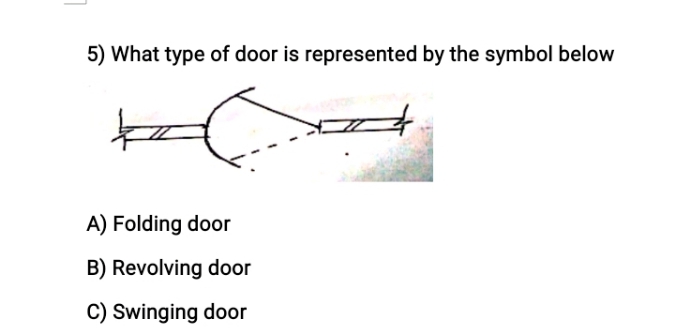 5) What type of door is represented by the symbol below
A) Folding door
B) Revolving door
C) Swinging door